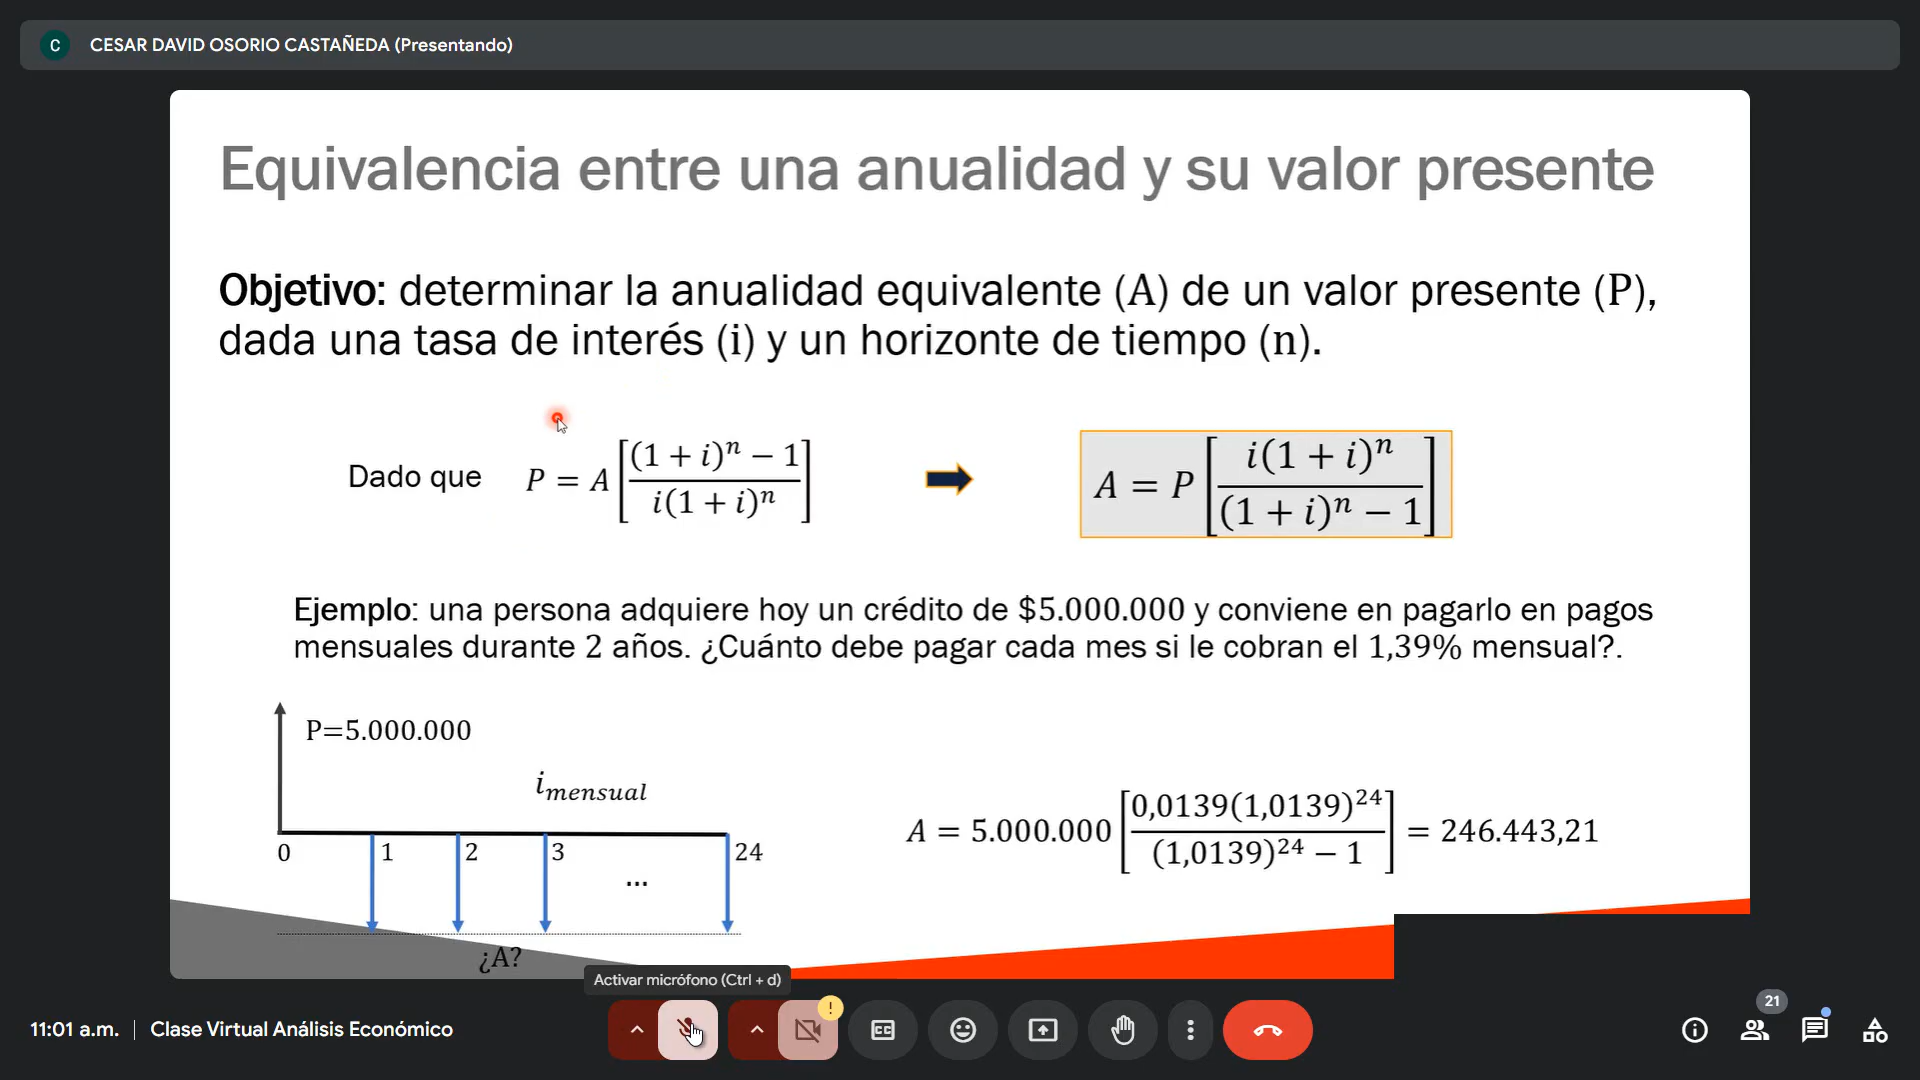 C CESAR DAVID OSORIO CASTAÑEDA (Presentando)
Equivalencia entre una anualidad y su valor presente
Objetivo: determinar la anualidad equivalente (A) de un valor presente (P),
dada una tasa de interés (i) y un horizonte de tiempo (n).
Dado que P = A [((1 + i)^n − 1) / (i(1 + i)^n)]
A = P [(i(1 + i)^n) / ((1 + i)^n − 1)]
Ejemplo: una persona adquiere hoy un crédito de $5.000.000 y conviene en pagarlo en pagos
mensuales durante 2 años. ¿Cuánto debe pagar cada mes si le cobran el 1,39% mensual?.
P=5.000.000
i_mensual
A = 5.000.000 [(0,0139(1,0139)^24) / ((1,0139)^24 − 1)] = 246.443,21
0 1 2 3 24
...
¿A?
Activar micrófono (Ctrl + d)
!
21
11:01 a.m. | Clase Virtual Análisis Económico
CC